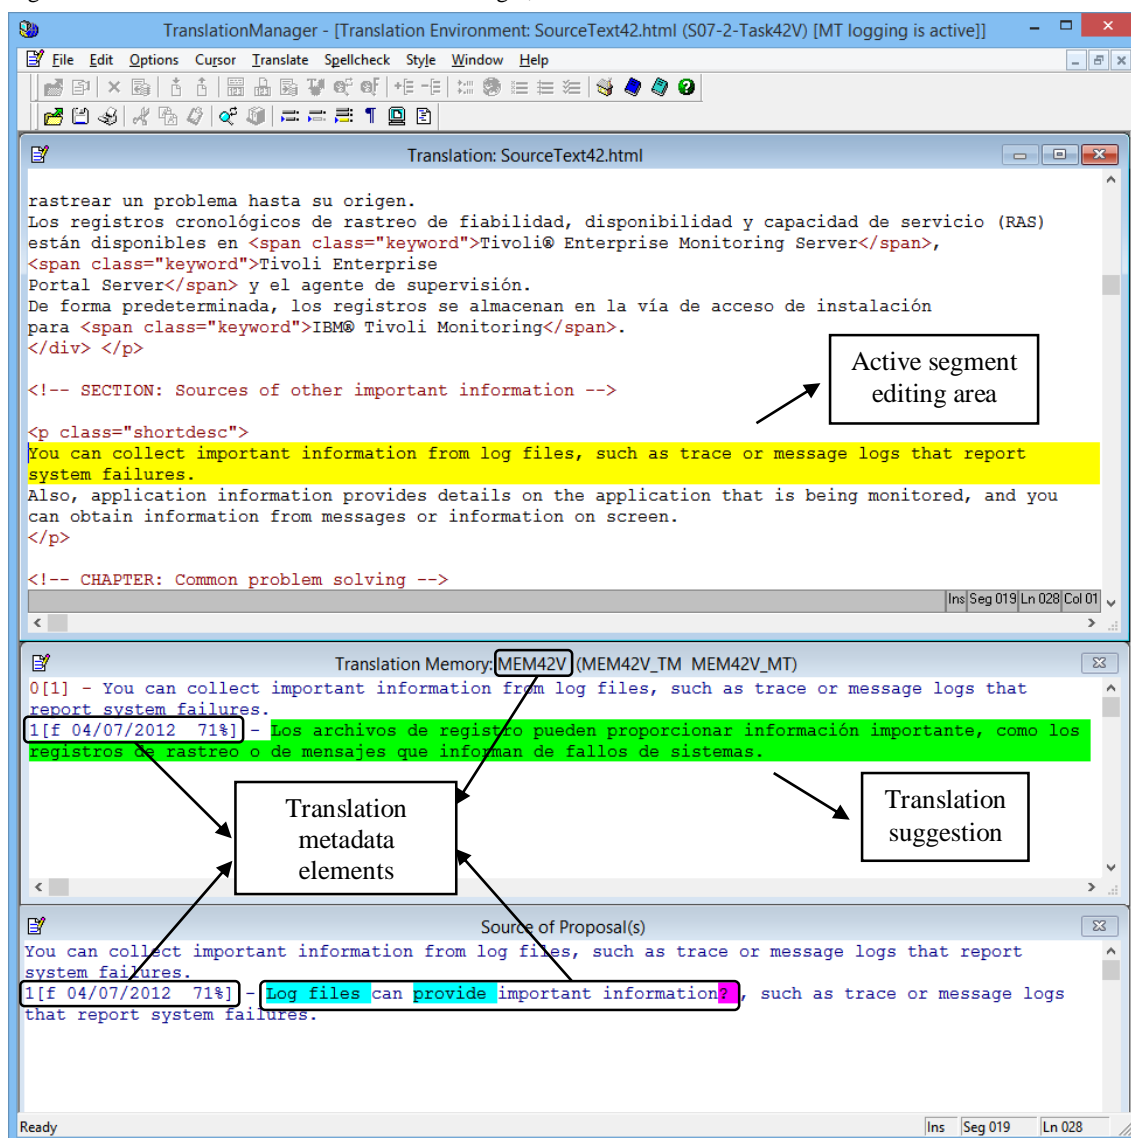 TranslationManager - [Translation Environment: SourceText42.html (S07-2-Task42V) [MT logging is active]]
File Edit Options Cursor Translate Spellcheck Style Window Help
Translation: SourceText42.html
rastrear un problema hasta su origen.
Los registros cronológicos de rastreo de fiabilidad, disponibilidad y capacidad de servicio (RAS)
están disponibles en <span class="keyword">Tivoli® Enterprise Monitoring Server</span>,
<span class="keyword">Tivoli Enterprise
Portal Server</span> y el agente de supervisión.
De forma predeterminada, los registros se almacenan en la vía de acceso de instalación
para <span class="keyword">IBM® Tivoli Monitoring</span>.
</div> </p>
Active segment
editing area
<!-- SECTION: Sources of other important information -->
<p class="shortdesc">
You can collect important information from log files, such as trace or message logs that report
system failures.
Also, application information provides details on the application that is being monitored, and you
can obtain information from messages or information on screen.
</p>
<!-- CHAPTER: Common problem solving -->
Ins Seg 019 Ln 028 Col 01
Translation Memory: MEM42V (MEM42V_TM MEM42V_MT)
0[1] - You can collect important information from log files, such as trace or message logs that
report system failures.
1[f 04/07/2012 71%] - Los archivos de registro pueden proporcionar información importante, como los
registros de rastreo o de mensajes que informan de fallos de sistemas.
Translation
metadata
elements
Translation
suggestion
Source of Proposal(s)
You can collect important information from log files, such as trace or message logs that report
system failures.
1[f 04/07/2012 71%] - Log files can provide important information? , such as trace or message logs
that report system failures.
Ready Ins Seg 019 Ln 028